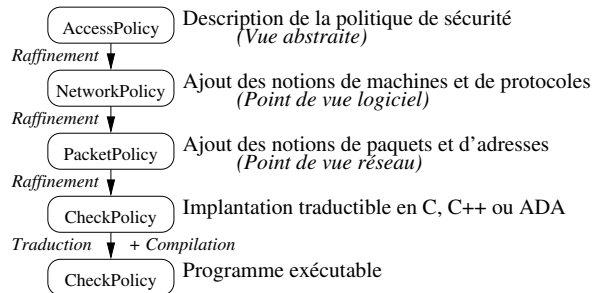 AccessPolicy Description de la politique de sécurité
(Vue abstraite)
Raffinement
NetworkPolicy Ajout des notions de machines et de protocoles
(Point de vue logiciel)
Raffinement
PacketPolicy Ajout des notions de paquets et d'adresses
(Point de vue réseau)
Raffinement
CheckPolicy Implantation traductible en C, C++ ou ADA
Traduction + Compilation
CheckPolicy Programme exécutable